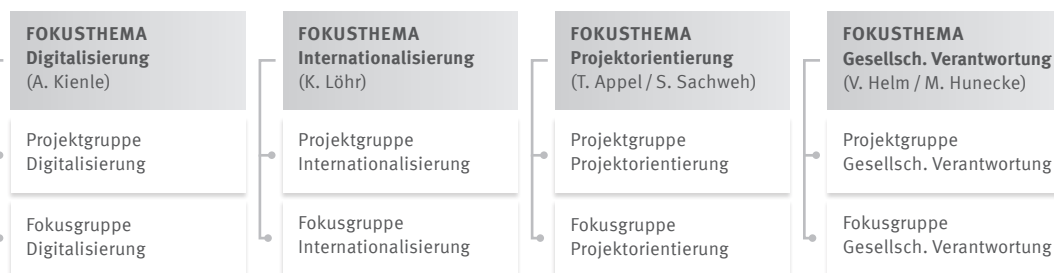 FOKUSTHEMA
Digitalisierung
(A. Kienle)
Projektgruppe
Digitalisierung
Fokusgruppe
Digitalisierung
FOKUSTHEMA
Internationalisierung
(K. Löhr)
Projektgruppe
Internationalisierung
Fokusgruppe
Internationalisierung
FOKUSTHEMA
Projektorientierung
(T. Appel / S. Sachweh)
Projektgruppe
Projektorientierung
Fokusgruppe
Projektorientierung
FOKUSTHEMA
Gesellsch. Verantwortung
(V. Helm / M. Hunecke)
Projektgruppe
Gesellsch. Verantwortung
Fokusgruppe
Gesellsch. Verantwortung